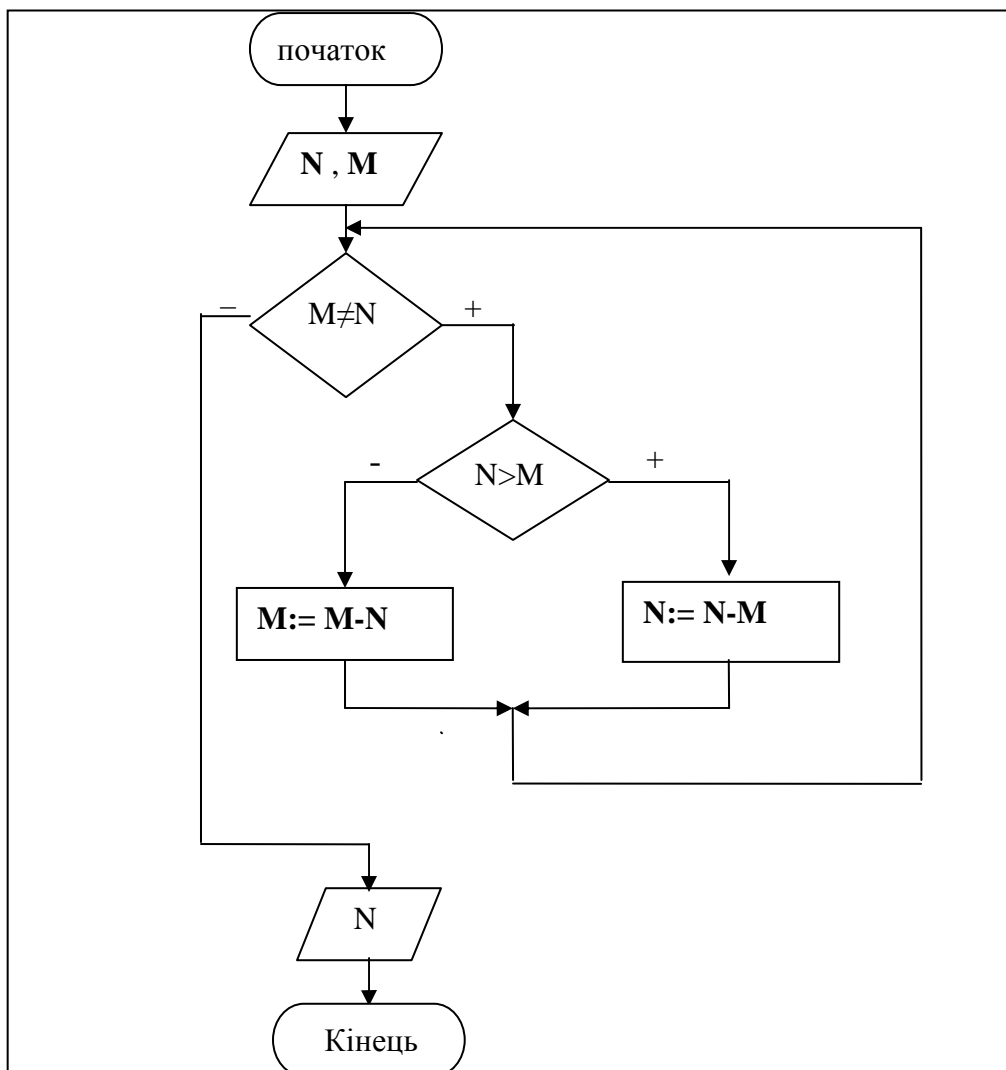 початок
N , M
M≠N
–
+
N>M
-
+
M:= M-N
N:= N-M
N
Кінець